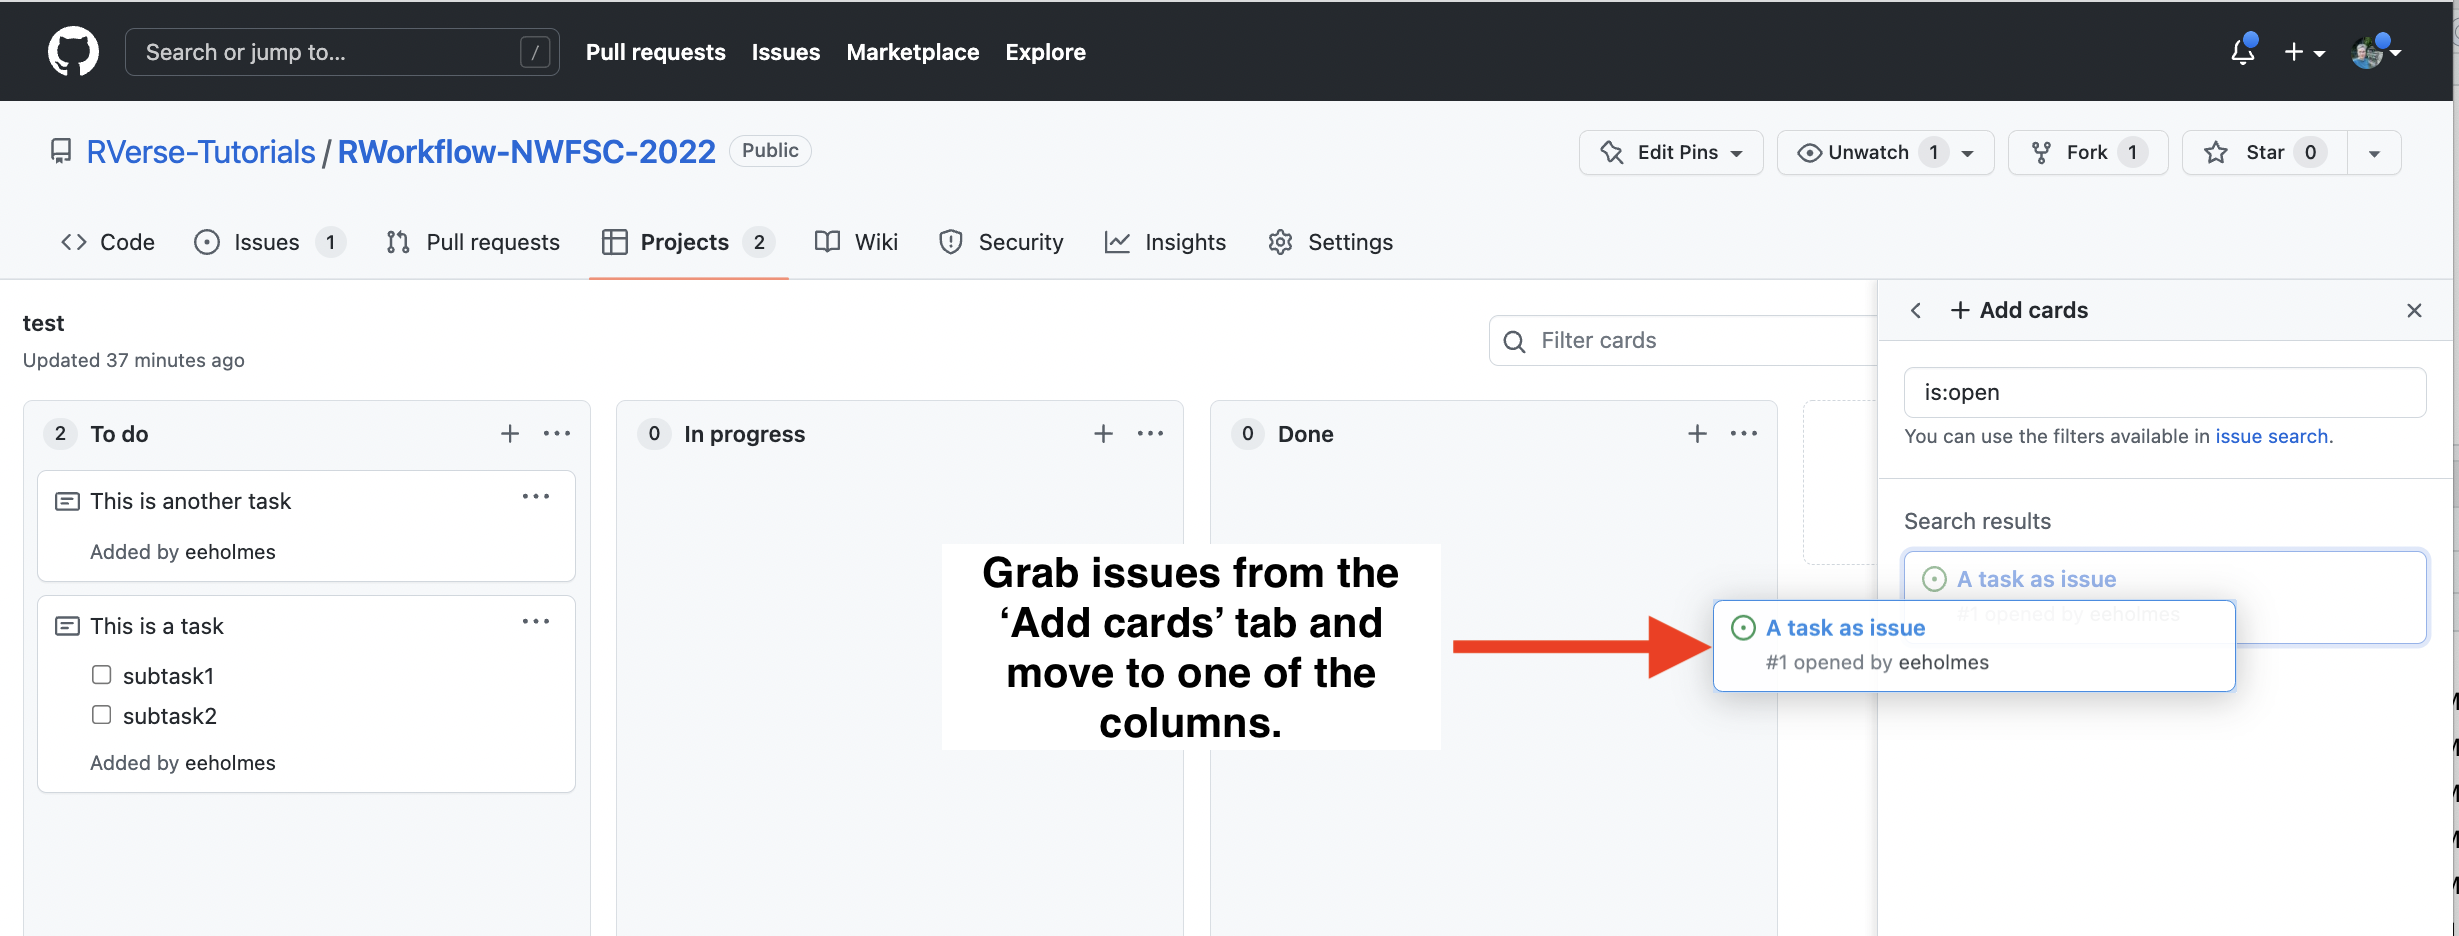 Search or jump to... /
Pull requests Issues Marketplace Explore
RVerse-Tutorials / RWorkflow-NWFSC-2022 Public
Edit Pins Unwatch 1 Fork 1 Star 0
Code Issues 1 Pull requests Projects 2 Wiki Security Insights Settings
test
Updated 37 minutes ago
Filter cards
2 To do
This is another task
Added by eeholmes
This is a task
subtask1
subtask2
Added by eeholmes
0 In progress
0 Done
Grab issues from the
‘Add cards’ tab and
move to one of the
columns.
Add cards
is:open
You can use the filters available in issue search.
Search results
A task as issue
#1 opened by eeholmes
A task as issue
#1 opened by eeholmes